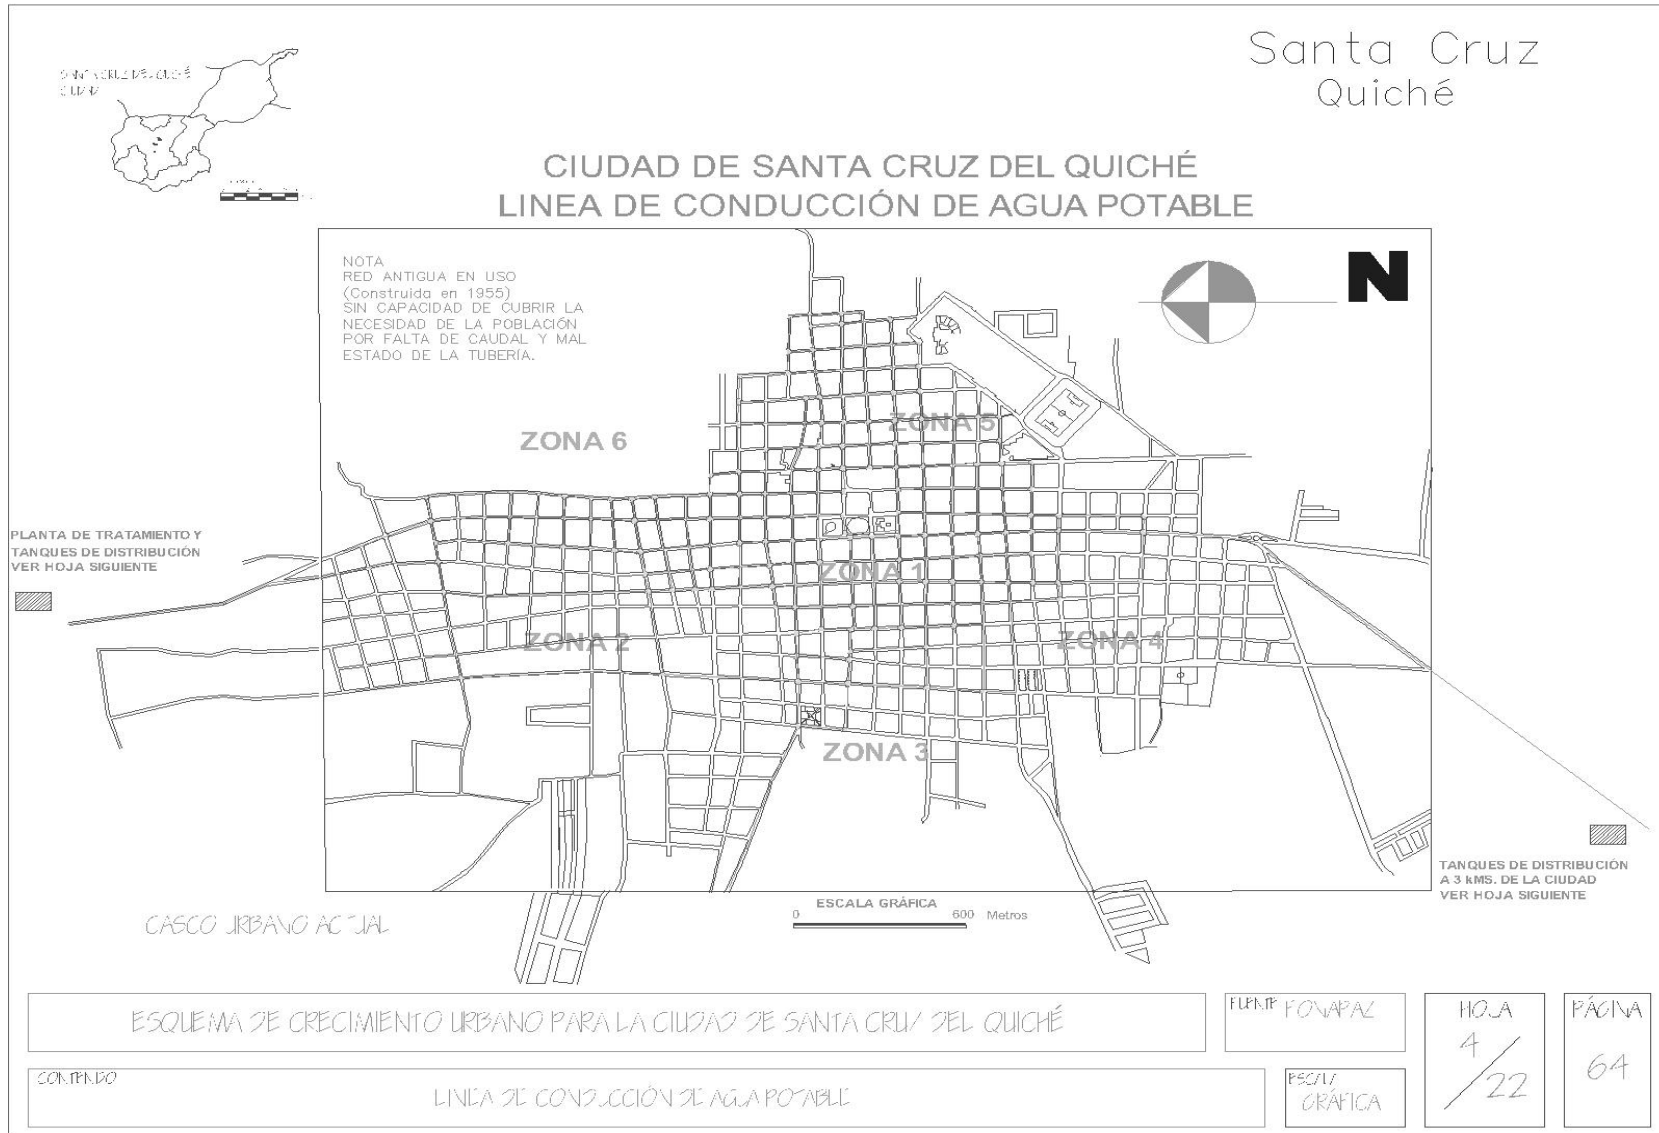 Santa Cruz
Quiché
SANTA CRUZ DEL QUICHÉ
CIUDAD
CIUDAD DE SANTA CRUZ DEL QUICHÉ
LINEA DE CONDUCCIÓN DE AGUA POTABLE
NOTA
RED ANTIGUA EN USO
(Construida en 1955)
SIN CAPACIDAD DE CUBRIR LA
NECESIDAD DE LA POBLACIÓN
POR FALTA DE CAUDAL Y MAL
ESTADO DE LA TUBERÍA.
N
ZONA 5
ZONA 6
PLANTA DE TRATAMIENTO Y
TANQUES DE DISTRIBUCIÓN
VER HOJA SIGUIENTE
ZONA 1
ZONA 2
ZONA 4
ZONA 3
TANQUES DE DISTRIBUCIÓN
A 3 kMS. DE LA CIUDAD
VER HOJA SIGUIENTE
ESCALA GRÁFICA
0 600 Metros
CASCO URBANO ACTUAL
ESQUEMA DE CRECIMIENTO URBANO PARA LA CIUDAD DE SANTA CRUZ DEL QUICHÉ
FUENTE FONAPAZ
HOJA
4/22
PÁGINA
64
CONTENIDO
LINEA DE CONDUCCIÓN DE AGUA POTABLE
ESCALA
GRÁFICA